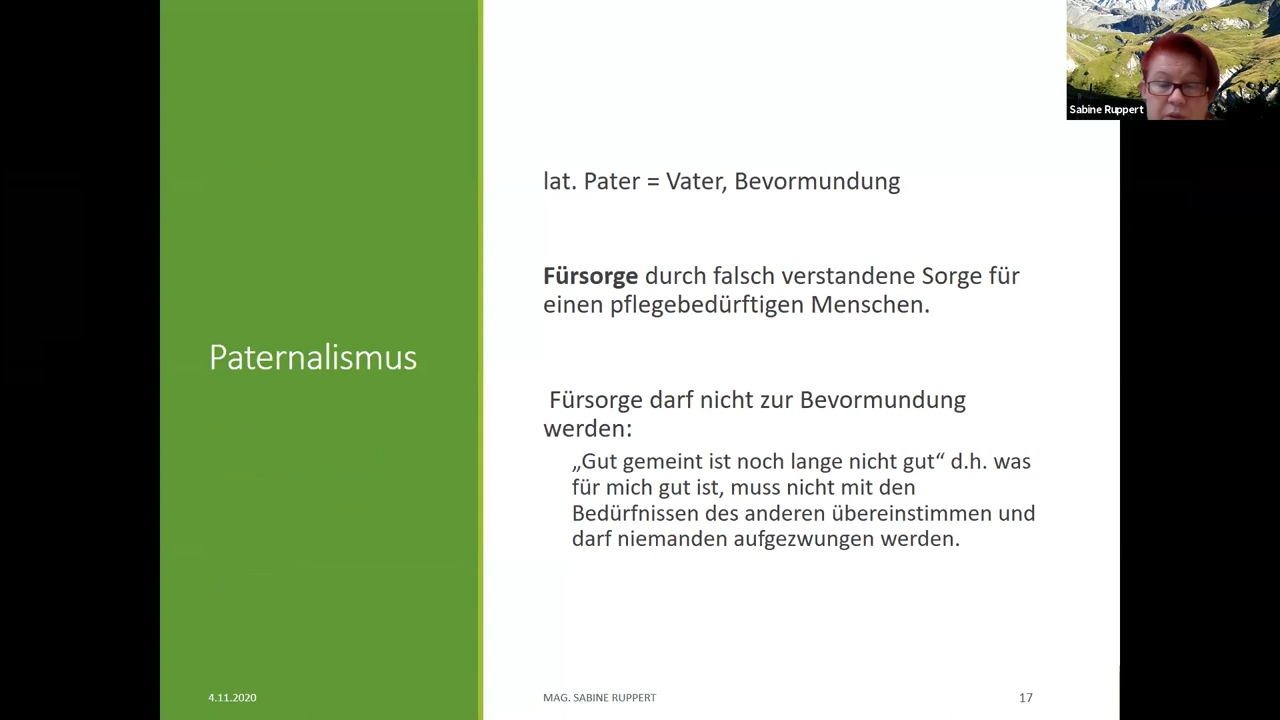 Sabine Ruppert
Paternalismus
lat. Pater = Vater, Bevormundung
Fürsorge durch falsch verstandene Sorge für
einen pflegebedürftigen Menschen.
Fürsorge darf nicht zur Bevormundung
werden:
„Gut gemeint ist noch lange nicht gut“ d.h. was
für mich gut ist, muss nicht mit den
Bedürfnissen des anderen übereinstimmen und
darf niemanden aufgezwungen werden.
4.11.2020
MAG. SABINE RUPPERT
17